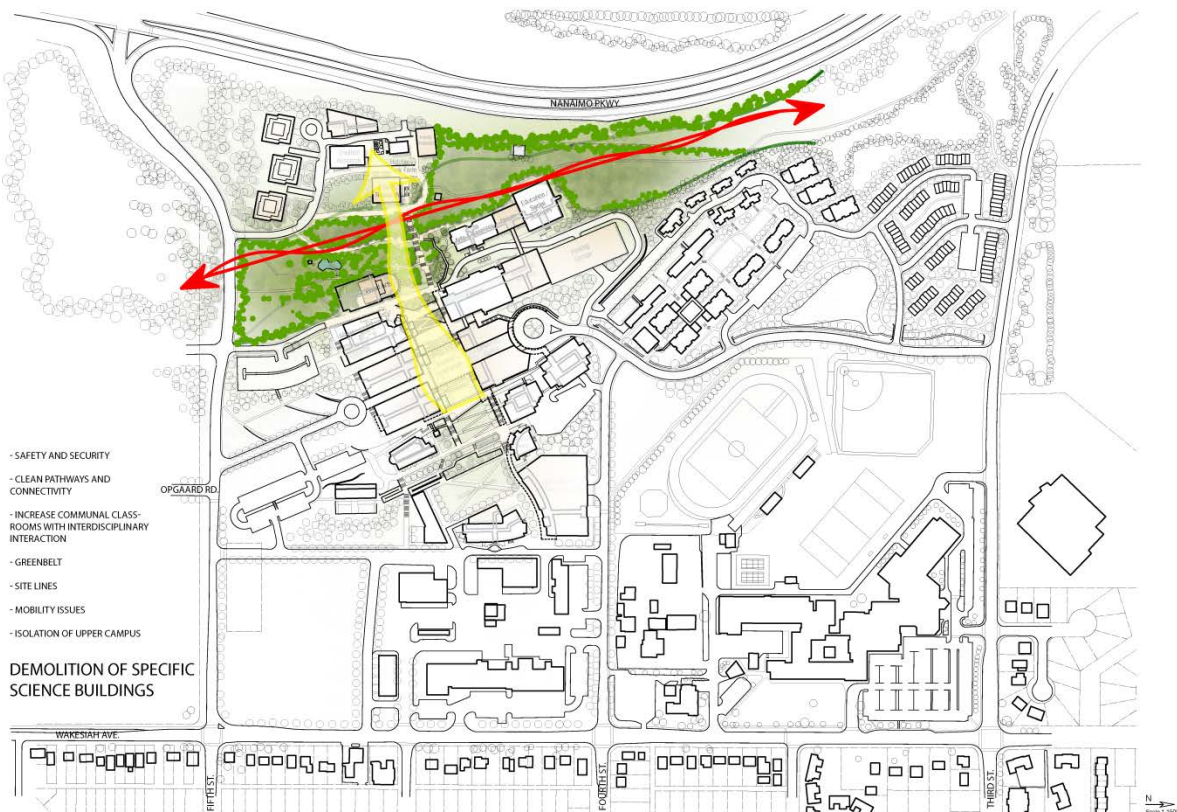 NANAIMO PKWY.
Education
- SAFETY AND SECURITY
- CLEAN PATHWAYS AND
CONNECTIVITY
OPGAARD RD.
- INCREASE COMMUNAL CLASS-
ROOMS WITH INTERDISCIPLINARY
INTERACTION
- GREENBELT
- SITE LINES
- MOBILITY ISSUES
- ISOLATION OF UPPER CAMPUS
DEMOLITION OF SPECIFIC
SCIENCE BUILDINGS
WAKESIAH AVE.
FIFTH ST.
FOURTH ST.
THIRD ST.
N